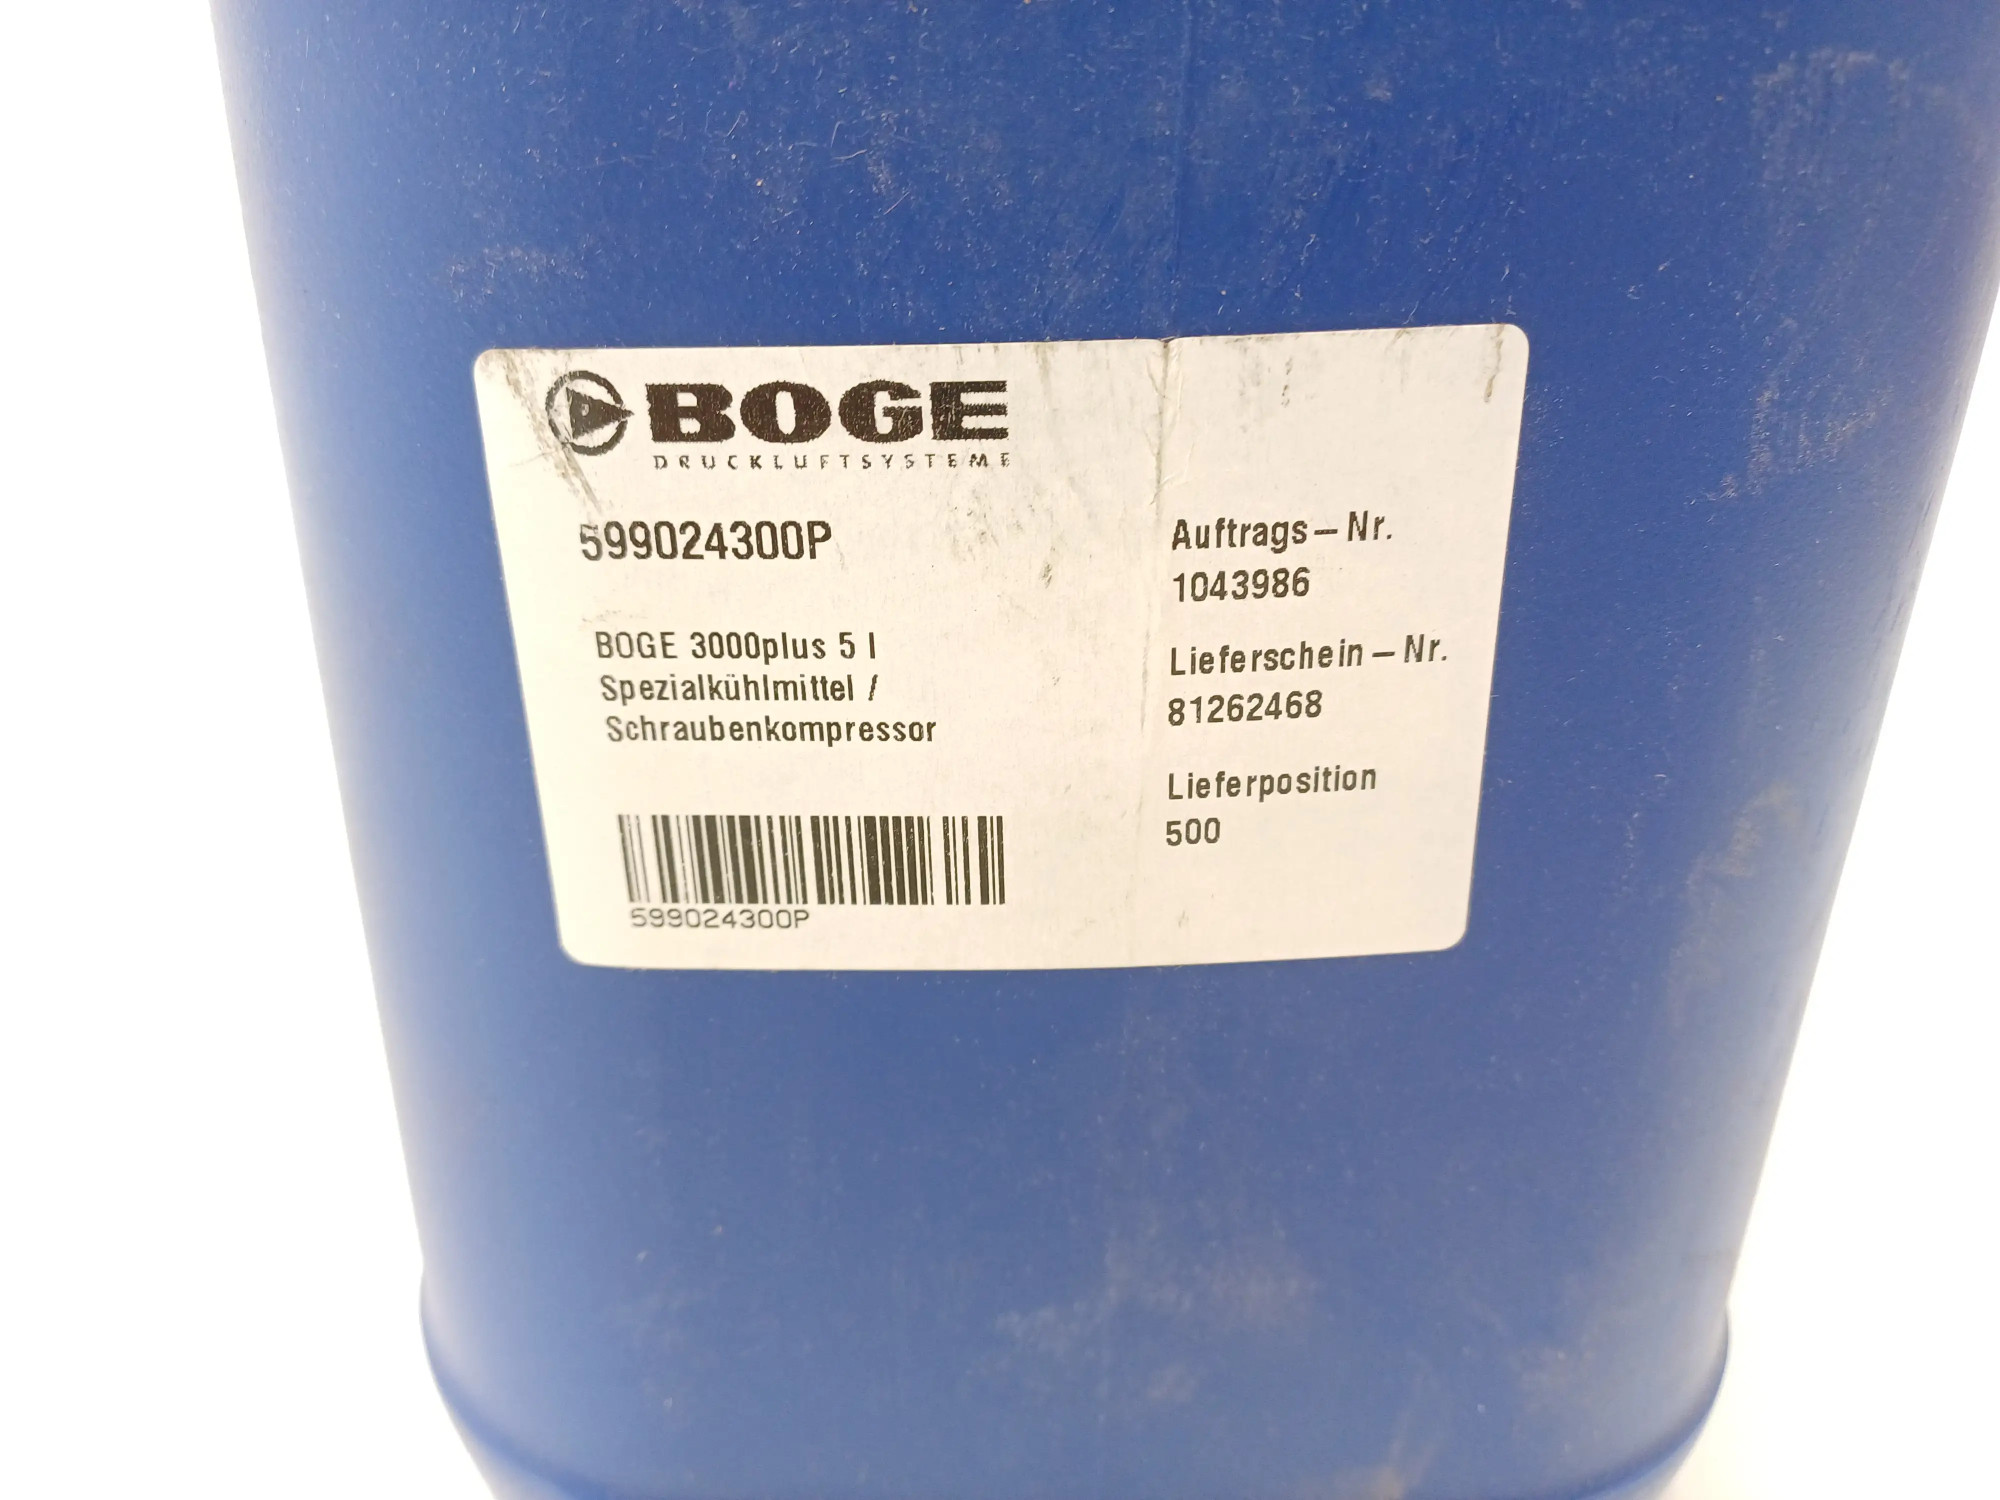 BOGE
DRUCKLUFTSYSTEME
599024300P
BOGE 3000plus 5 l
Spezialkühlmittel /
Schraubenkompressor
599024300P
Auftrags-Nr.
1043986
Lieferschein-Nr.
81262468
Lieferposition
500